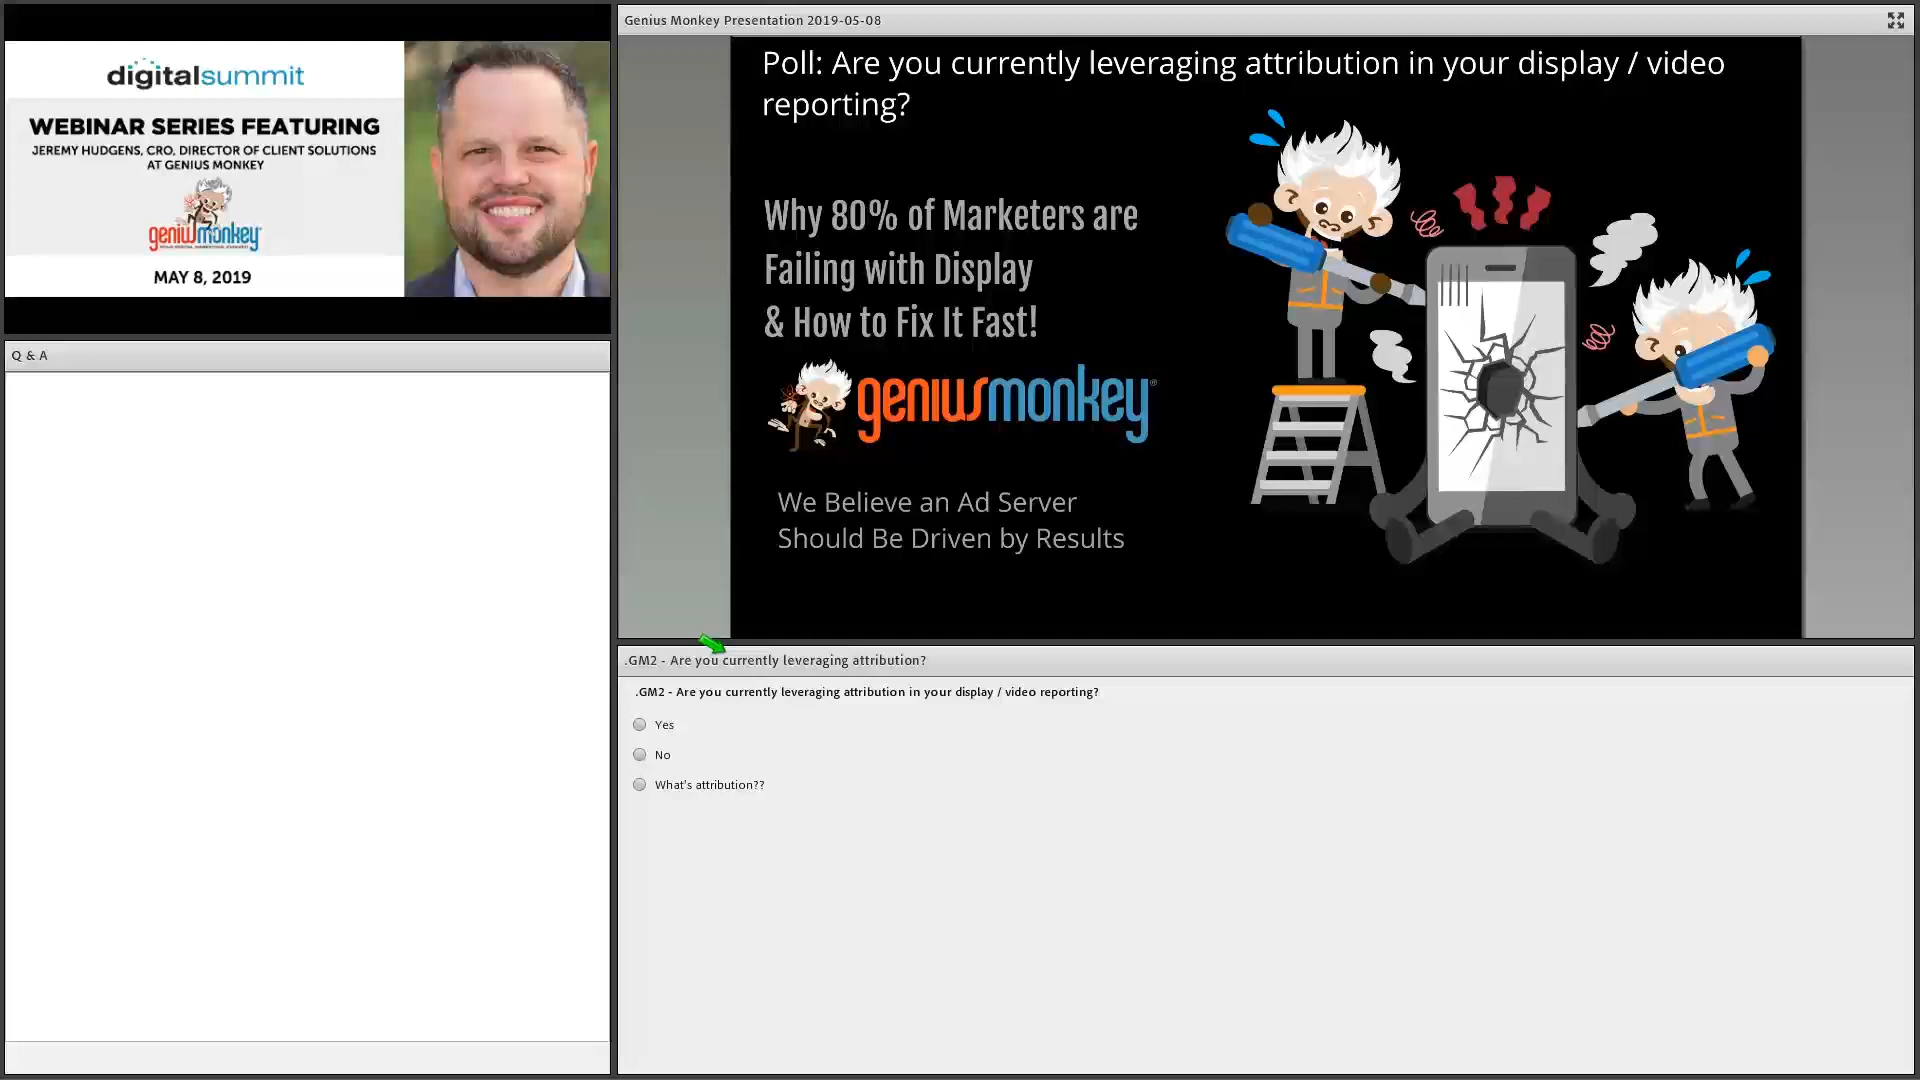 digitalsummit
WEBINAR SERIES FEATURING
JEREMY HUDGENS, CRO, DIRECTOR OF CLIENT SOLUTIONS
AT GENIUS MONKEY
geniusmonkey
MAY 8, 2019
Q & A
Genius Monkey Presentation 2019-05-08
Poll: Are you currently leveraging attribution in your display / video
reporting?
Why 80% of Marketers are
Failing with Display
& How to Fix It Fast!
geniusmonkey®
We Believe an Ad Server
Should Be Driven by Results
.GM2 - Are you currently leveraging attribution?
.GM2 - Are you currently leveraging attribution in your display / video reporting?
Yes
No
What's attribution??